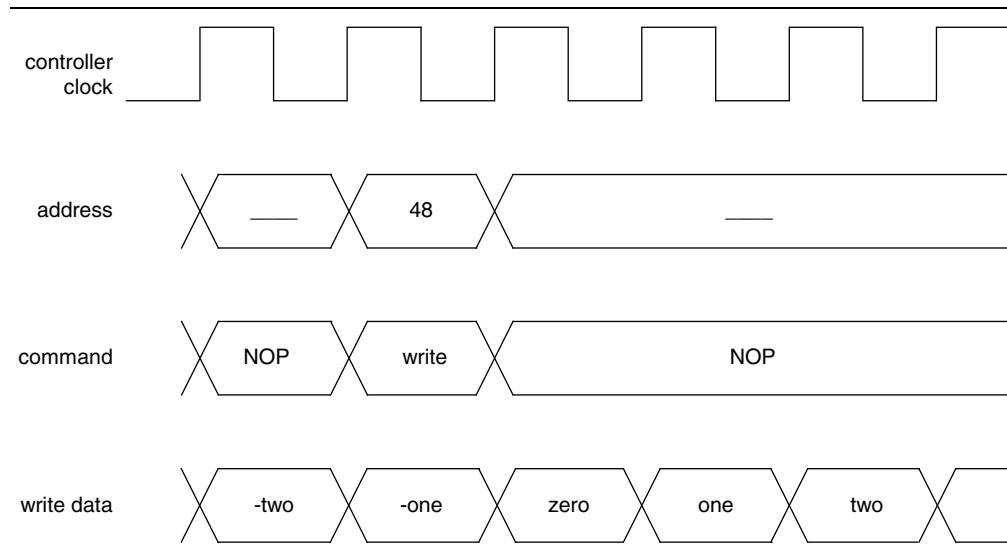 controller
clock
address
____ 48 ____
command
NOP write NOP
write data
-two -one zero one two